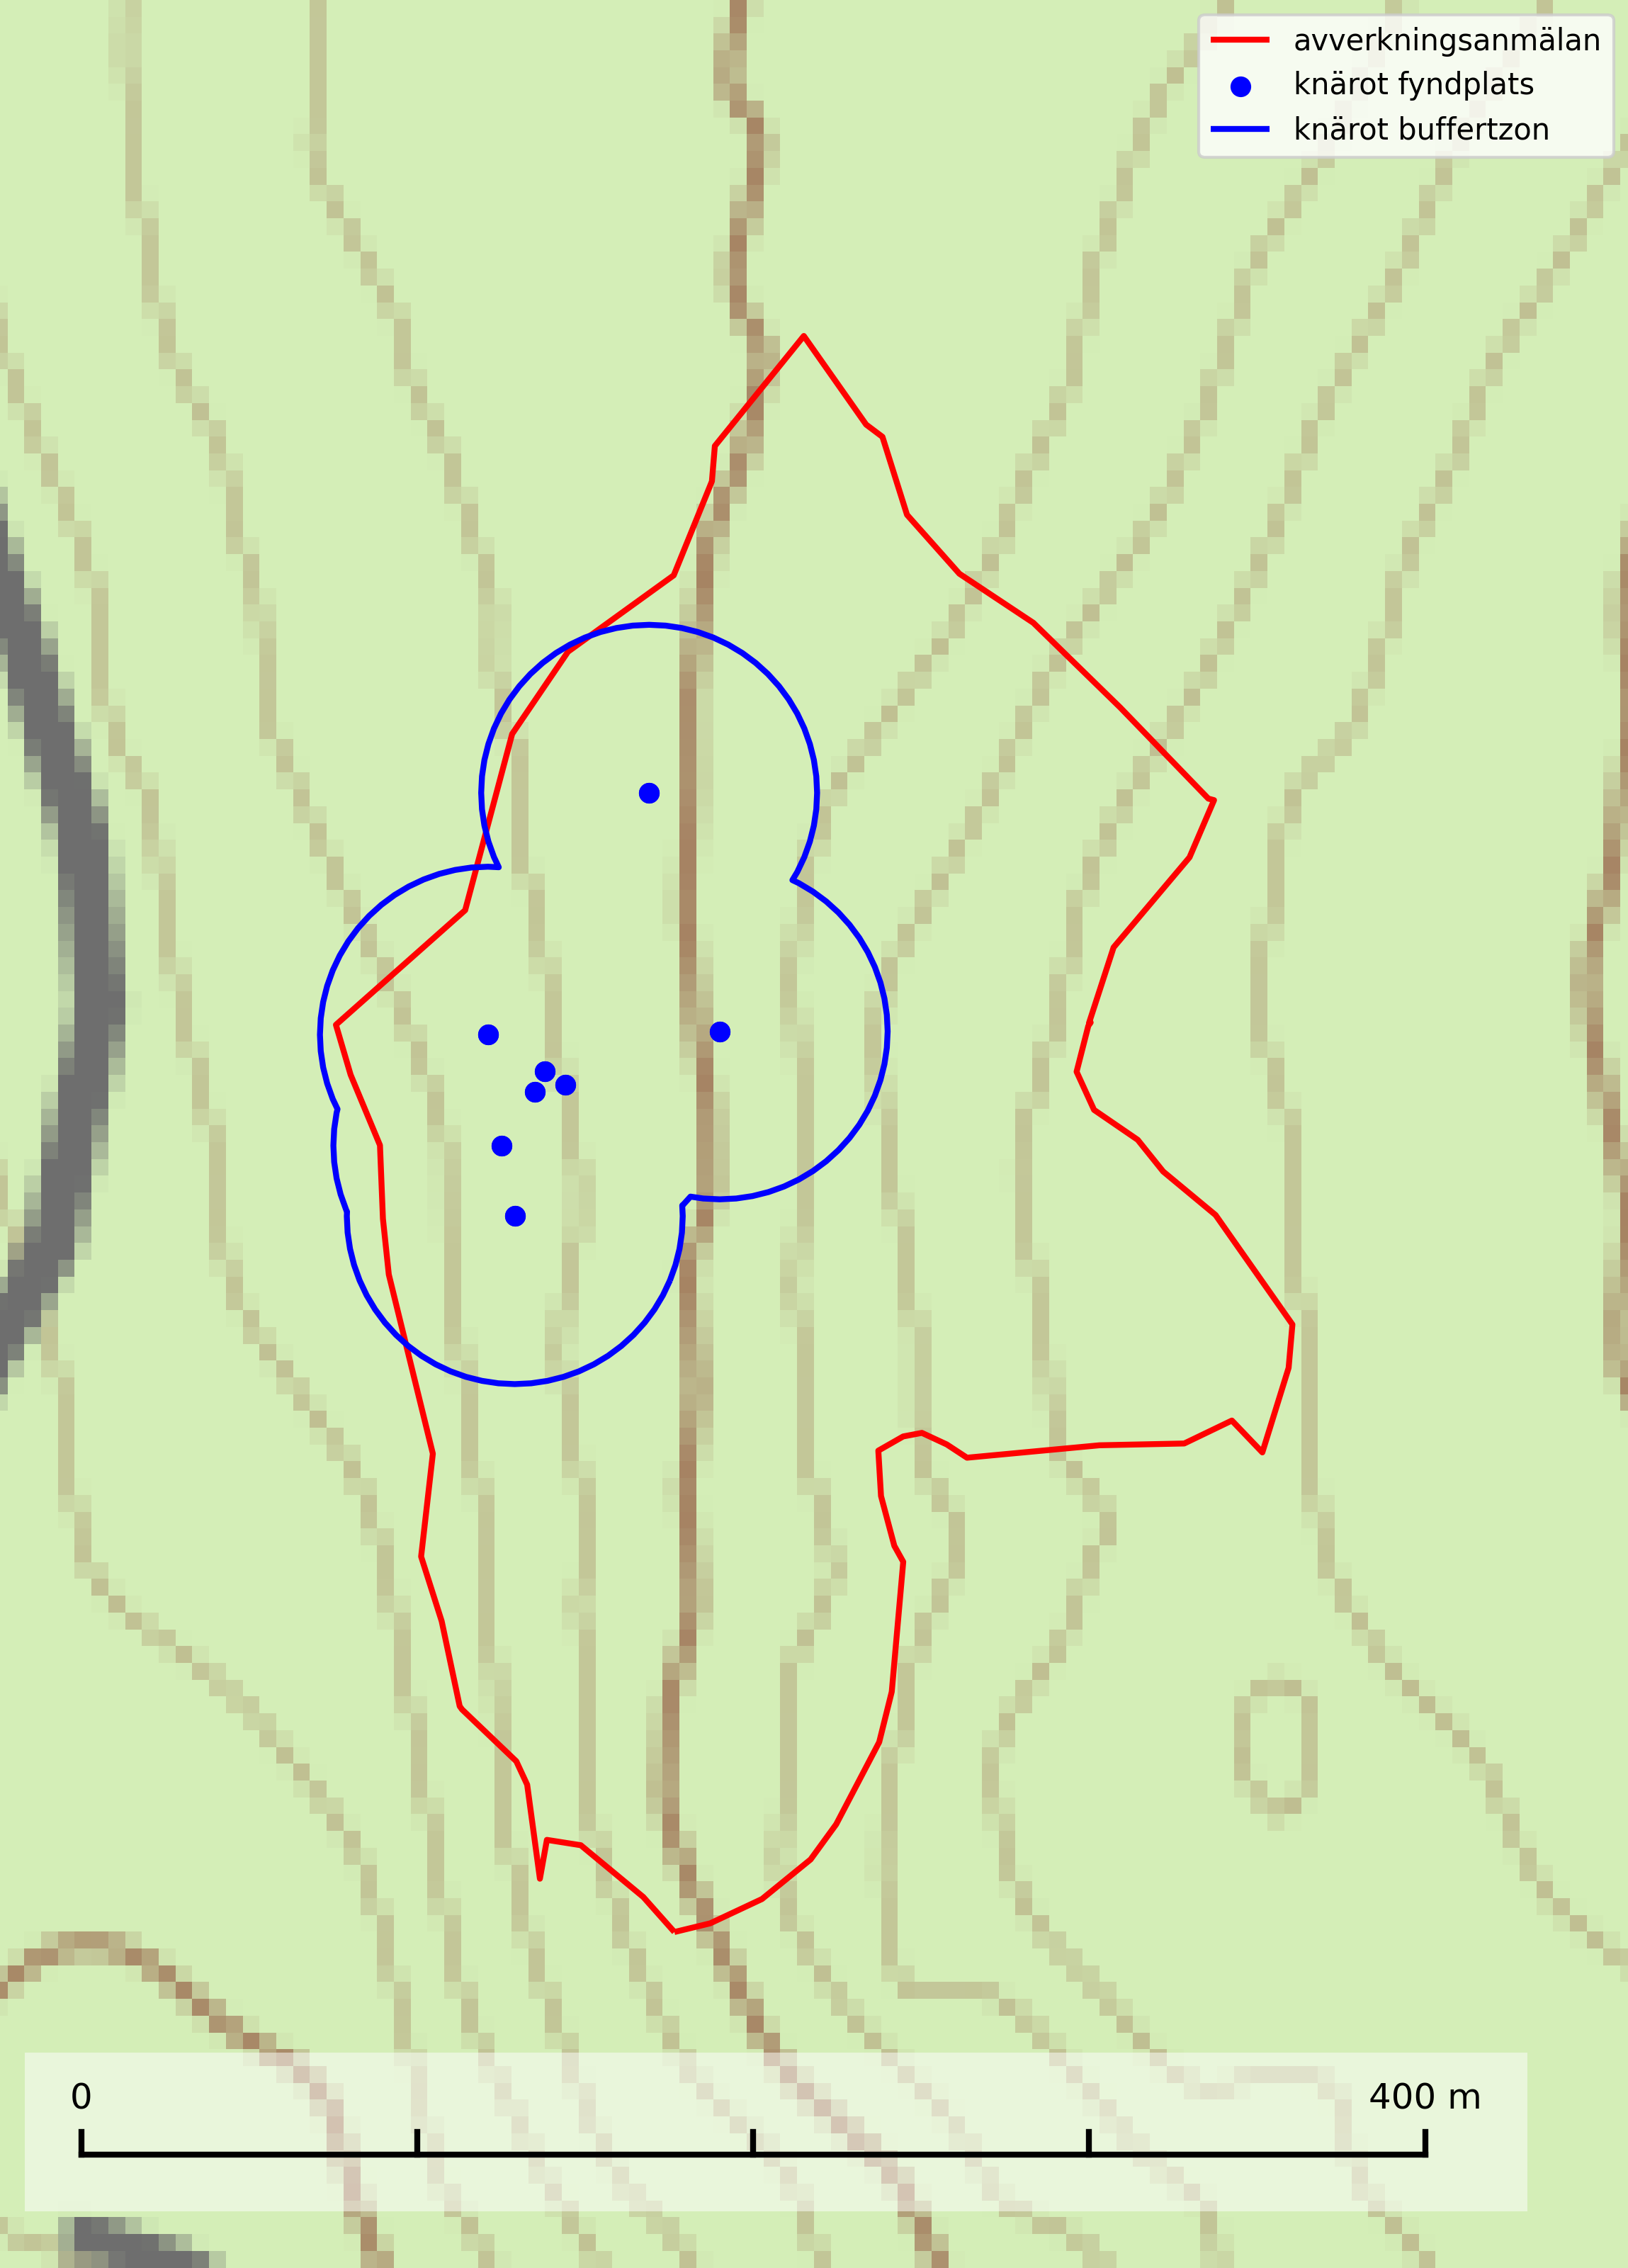 avverkningsanmälan
knärot fyndplats
knärot buffertzon
0
400 m